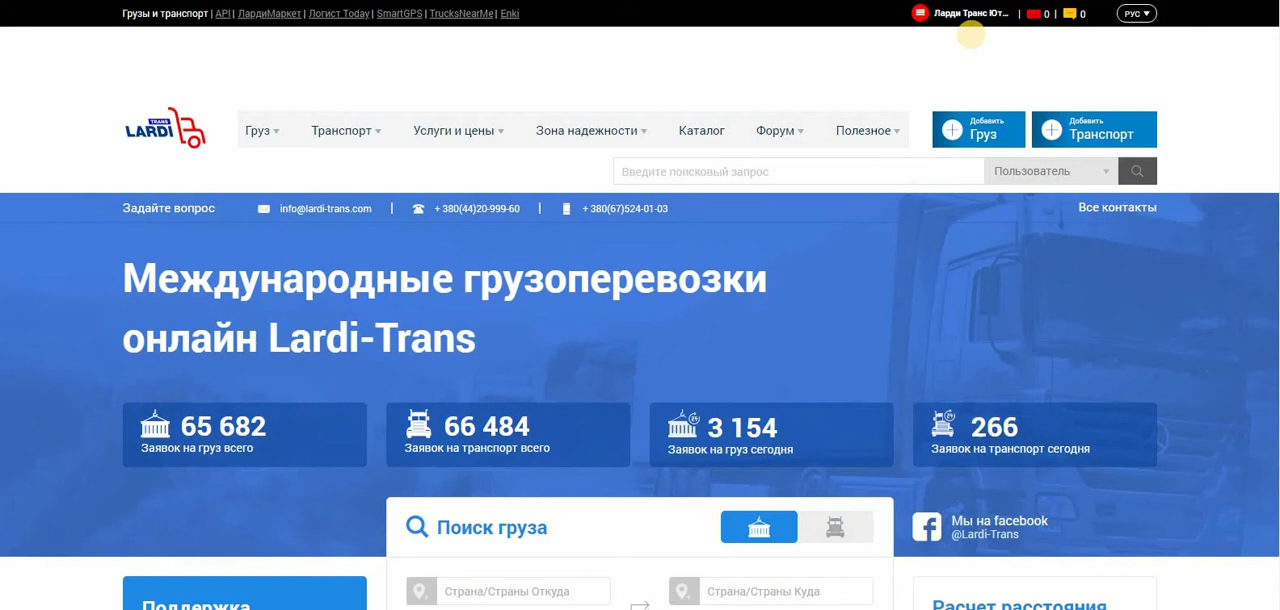 Грузы и транспорт | API | ЛардиМаркет | Логист Today | SmartGPS | TrucksNearMe | Enki
Ларди Транс Ют... | 0 | 0 РУС
LARDI TRANS
Груз Транспорт Услуги и цены Зона надежности Каталог Форум Полезное
Добавить Груз
Добавить Транспорт
Введите поисковый запрос Пользователь
Задайте вопрос info@lardi-trans.com | + 380(44)20-999-60 | + 380(67)524-01-03 Все контакты
Международные грузоперевозки
онлайн Lardi-Trans
65 682
Заявок на груз всего
66 484
Заявок на транспорт всего
3 154
Заявок на груз сегодня
266
Заявок на транспорт сегодня
Поиск груза
Мы на facebook
@Lardi-Trans
Страна/Страны Откуда Страна/Страны Куда
Поддержка
Расчет расстояния